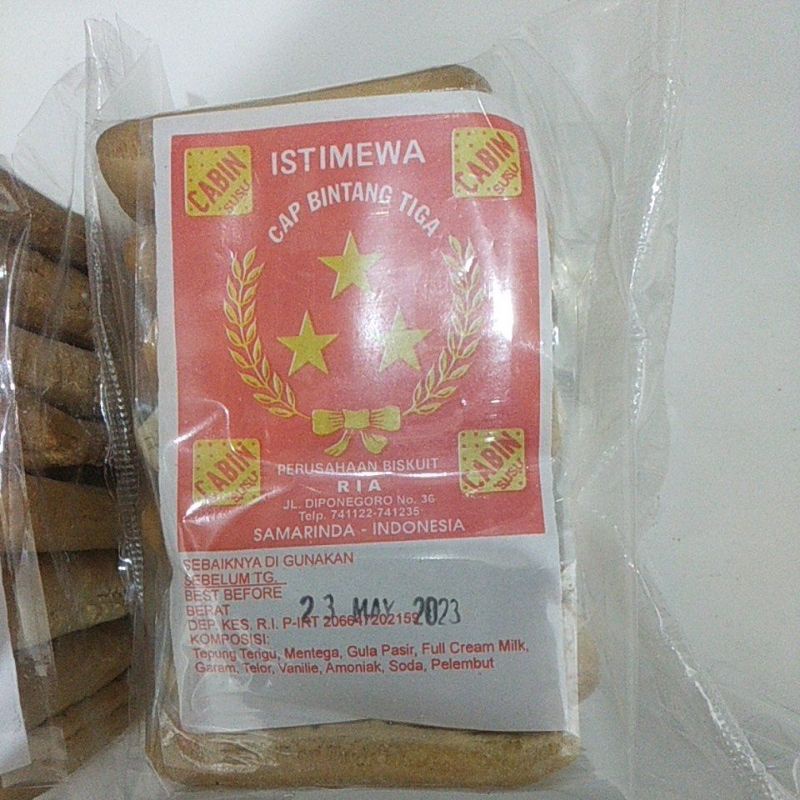 CABIN
SUSU
ISTIMEWA
CABIN
SUSU
CAP BINTANG TIGA
CABIN
SUSU
CABIN
SUSU
PERUSAHAAN BISKUIT
RIA
JL. DIPONEGORO No. 36
Telp. 741122-741235
SAMARINDA - INDONESIA
SEBAIKNYA DI GUNAKAN
SEBELUM TG.
BEST BEFORE
23 MAY 2023
BERAT
DEP. KES, R.I. P-IRT
KOMPOSISI:
Tepung Terigu, Mentega, Gula Pasir, Full Cream Milk,
Garam, Telor, Vanilie, Amoniak, Soda, Pelembut